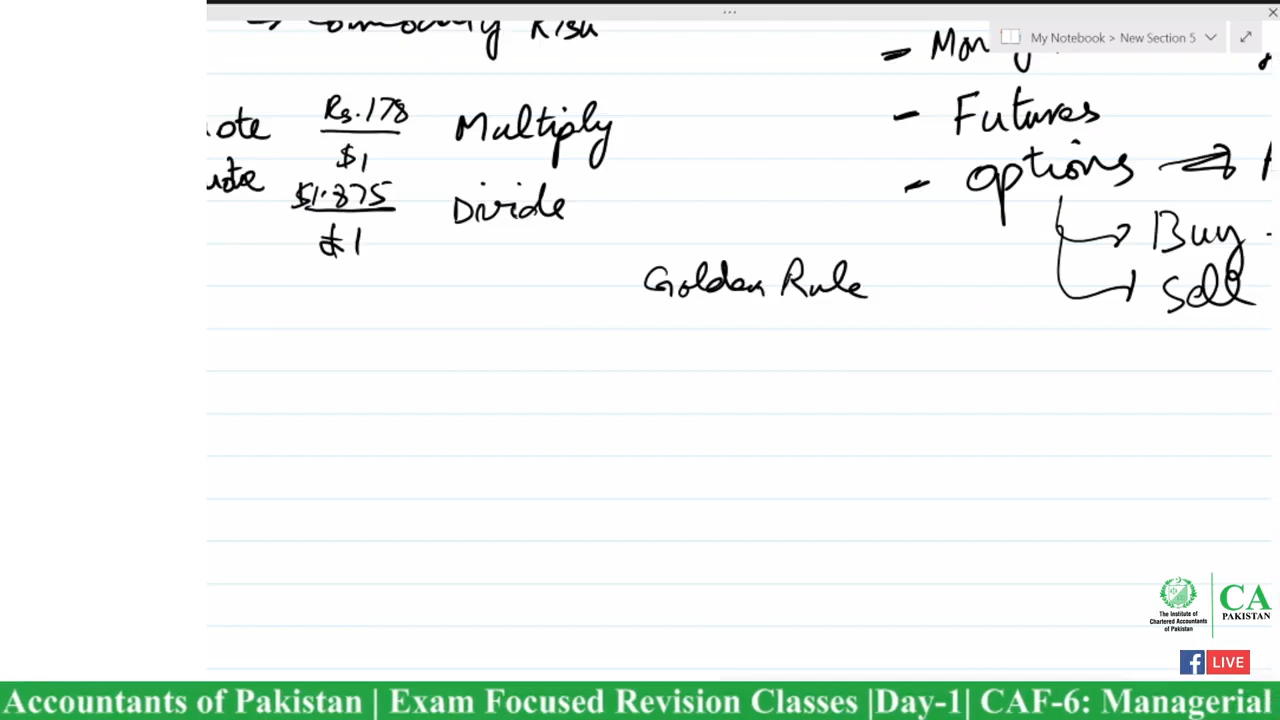 Commodity Risk
My Notebook > New Section 5
Rs.178
$1
Multiply
$1.875
£1
Divide
- Futures
- Options
Buy
Sell
Golden Rule
The Institute of
Chartered Accountants
of Pakistan
CA
PAKISTAN
f LIVE
Accountants of Pakistan | Exam Focused Revision Classes |Day-1| CAF-6: Managerial